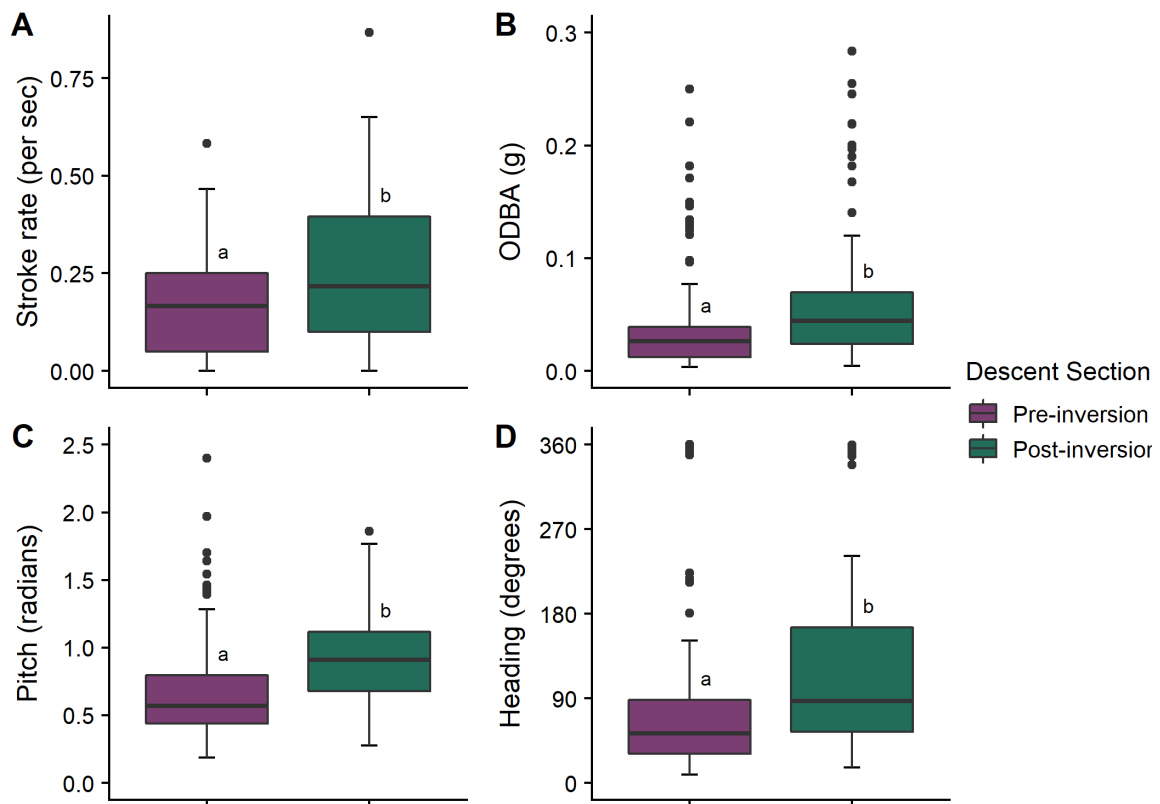 A
Stroke rate (per sec)
0.75
0.50
0.25
0.00
a
b
B
ODBA (g)
0.3
0.2
0.1
0.0
a
b
C
Pitch (radians)
2.5
2.0
1.5
1.0
0.5
0.0
a
b
D
Heading (degrees)
360
270
180
90
0
a
b
Descent Section
Pre-inversion
Post-inversion